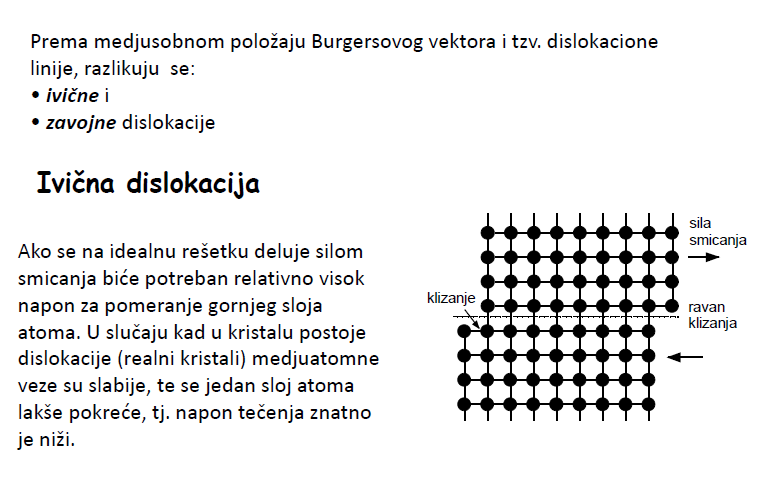 Prema medjusobnom položaju Burgersovog vektora i tzv. dislokacione
linije, razlikuju se:
• ivične i
• zavojne dislokacije
Ivična dislokacija
Ako se na idealnu rešetku deluje silom
smicanja biće potreban relativno visok
napon za pomeranje gornjeg sloja
atoma. U slučaju kad u kristalu postoje
dislokacije (realni kristali) medjuatomne
veze su slabije, te se jedan sloj atoma
lakše pokreće, tj. napon tečenja znatno
je niži.
sila
smicanja
klizanje
ravan
klizanja